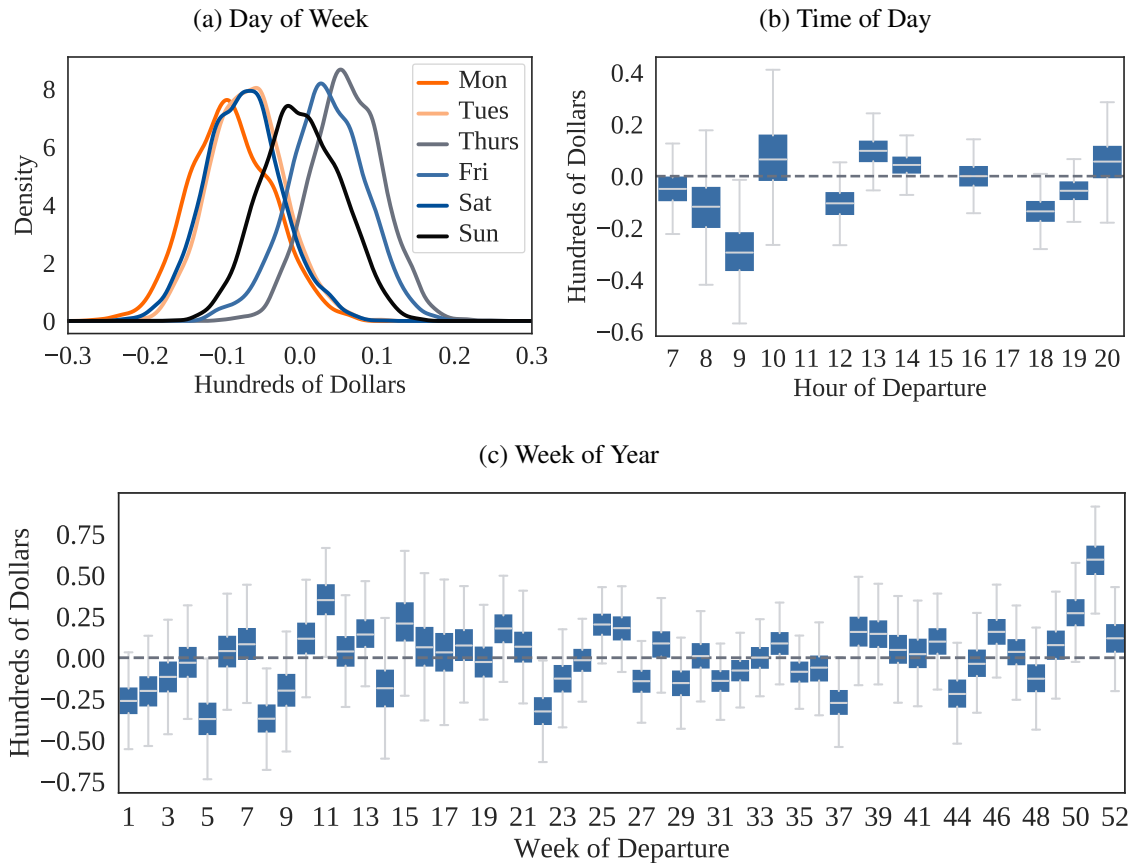 (a) Day of Week
Density
8
6
4
2
0
Mon
Tues
Thurs
Fri
Sat
Sun
−0.3 −0.2 −0.1 0.0 0.1 0.2 0.3
Hundreds of Dollars
(b) Time of Day
Hundreds of Dollars
0.4
0.2
0.0
−0.2
−0.4
−0.6
7 8 9 10 11 12 13 14 15 16 17 18 19 20
Hour of Departure
(c) Week of Year
Hundreds of Dollars
0.75
0.50
0.25
0.00
−0.25
−0.50
−0.75
1 3 5 7 9 11 13 15 17 19 21 23 25 27 29 31 33 35 37 39 41 44 46 48 50 52
Week of Departure